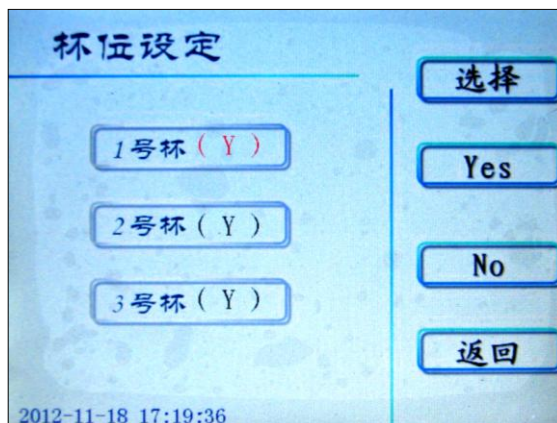 杯位设定
1号杯( Y )
2号杯( Y )
3号杯( Y )
选择
Yes
No
返回
2012-11-18 17:19:36